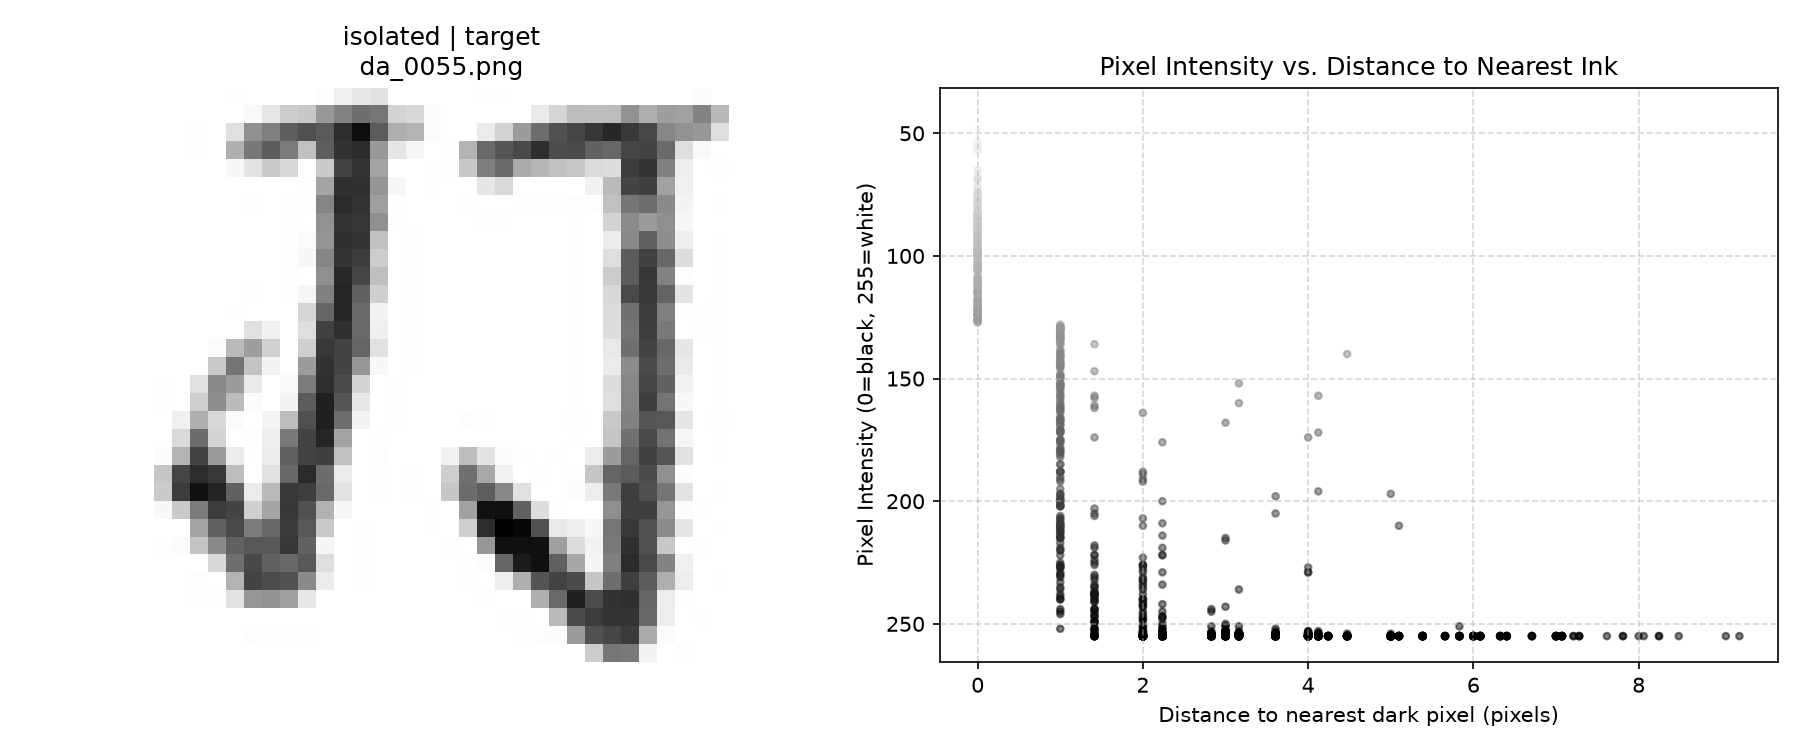 isolated | target
da_0055.png
Pixel Intensity vs. Distance to Nearest Ink
Pixel Intensity (0=black, 255=white)
50
100
150
200
250
0 2 4 6 8
Distance to nearest dark pixel (pixels)